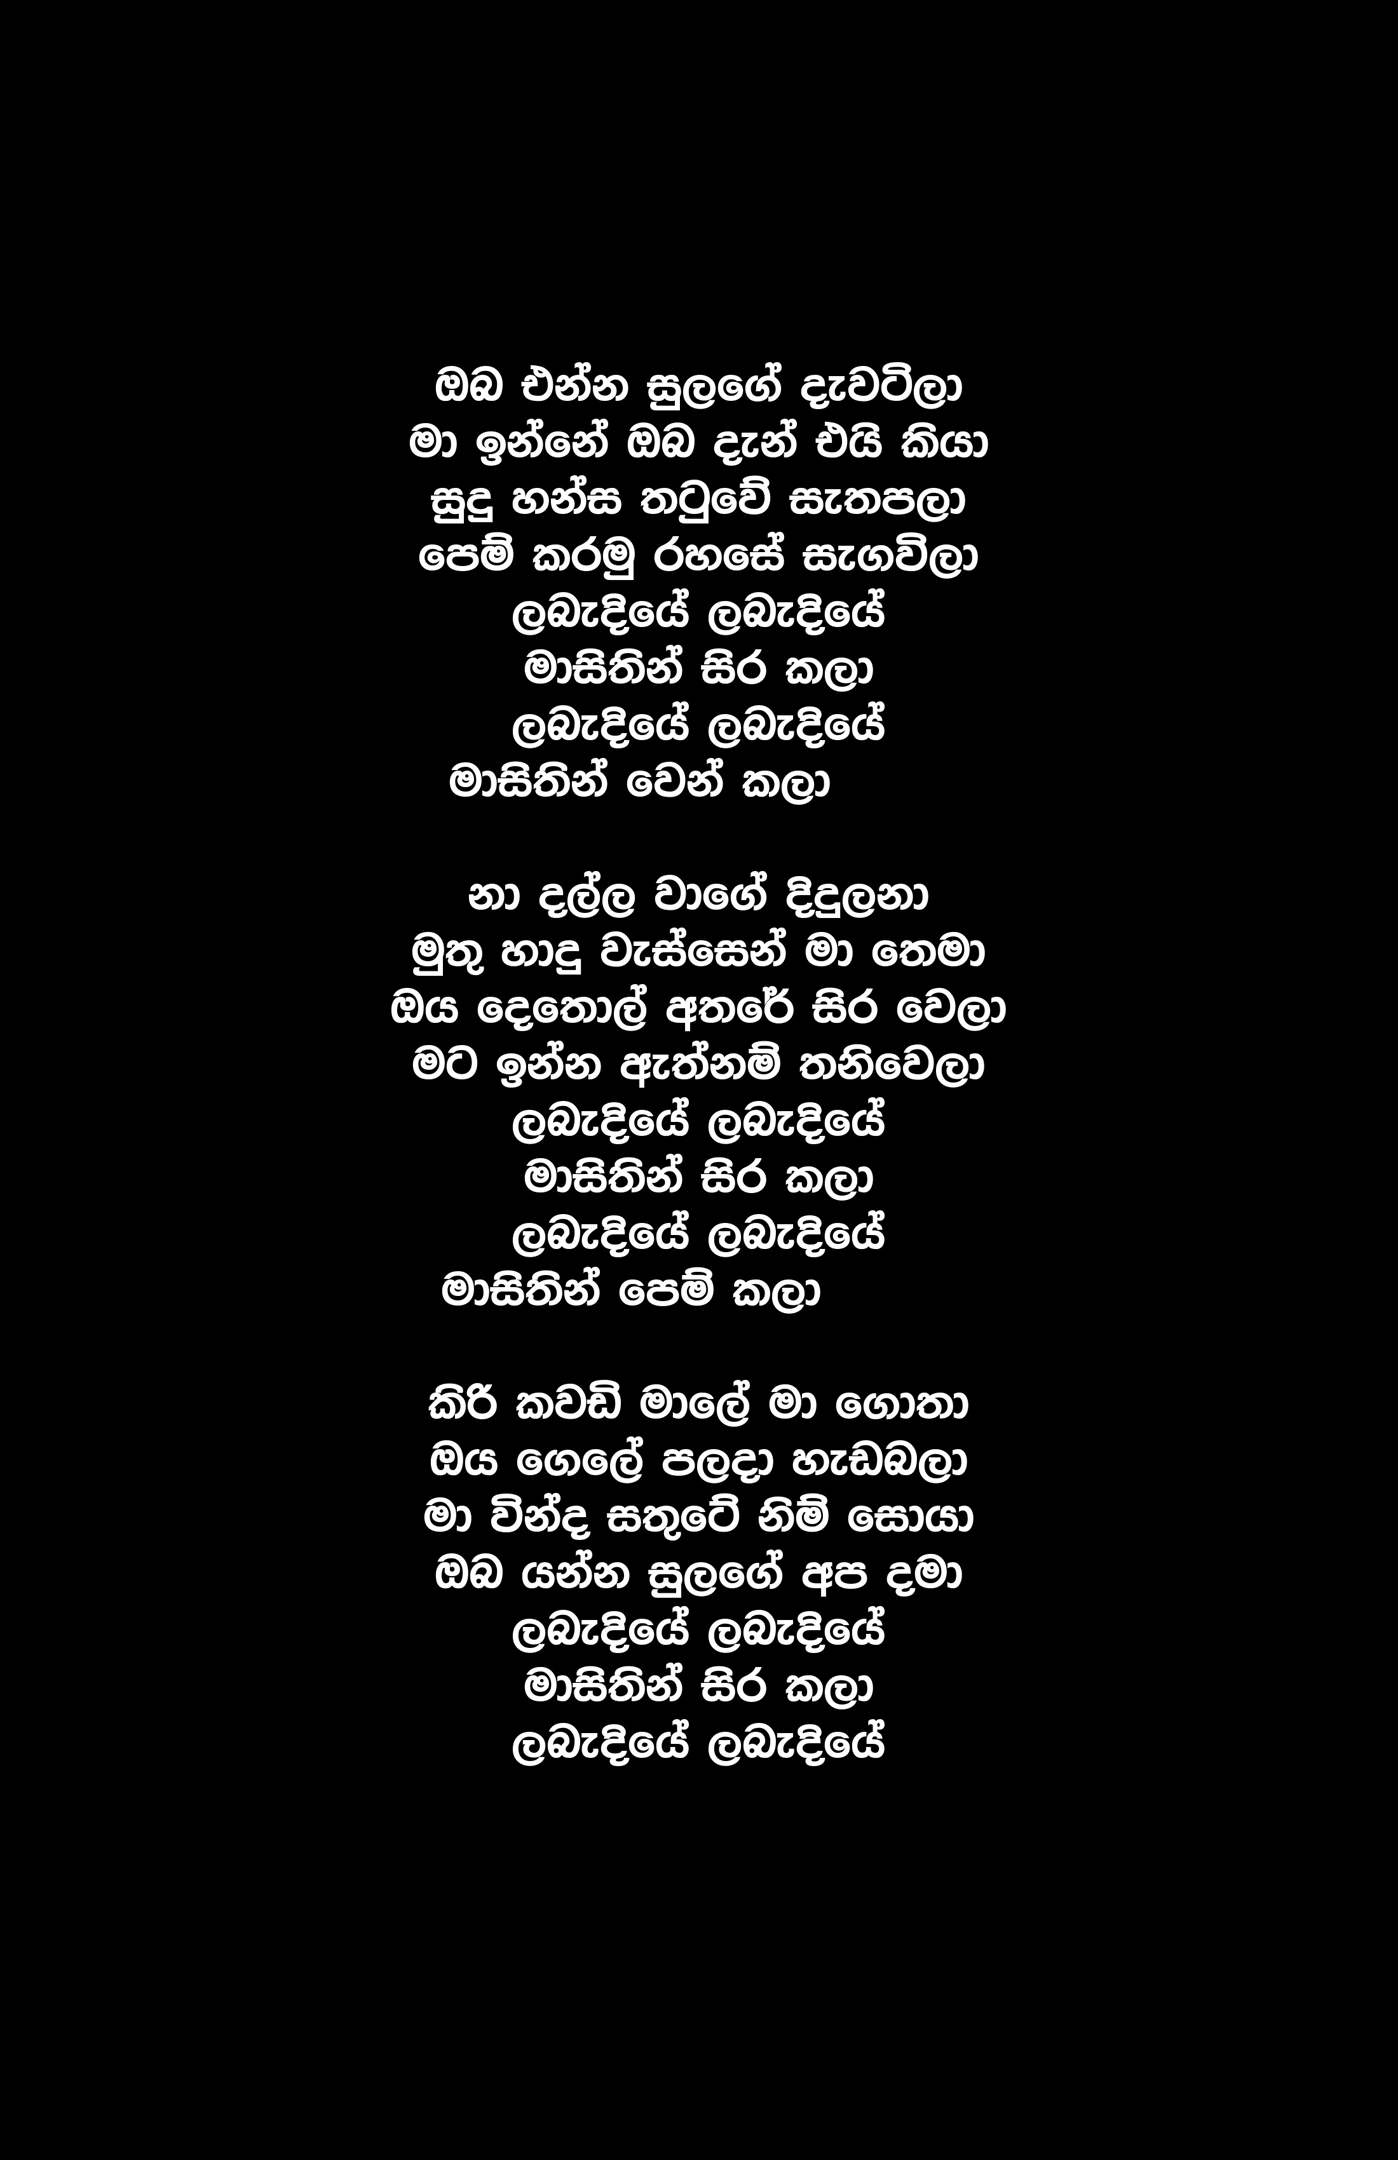 ඔබ එන්න සුලගේ දැවටිලා
මා ඉන්නේ ඔබ දැන් එයි කියා
සුදු හන්ස තටුවේ සැතපලා
පෙම් කරමු රහසේ සැගවිලා
ලබැදියේ ලබැදියේ
මාසිතින් සිර කලා
ලබැදියේ ලබැදියේ
මාසිතින් වෙන් කලා
නා දල්ල වාගේ දිදුලනා
මුතු හාදු වැස්සෙන් මා තෙමා
ඔය දෙතොල් අතරේ සිර වෙලා
මට ඉන්න ඇත්නම් තනිවෙලා
ලබැදියේ ලබැදියේ
මාසිතින් සිර කලා
ලබැදියේ ලබැදියේ
මාසිතින් පෙම් කලා
කිරි කවඩි මාලේ මා ගොතා
ඔය ගෙලේ පලදා හැඩබලා
මා වින්ද සතුටේ නිම් සොයා
ඔබ යන්න සුලගේ අප දමා
ලබැදියේ ලබැදියේ
මාසිතින් සිර කලා
ලබැදියේ ලබැදියේ